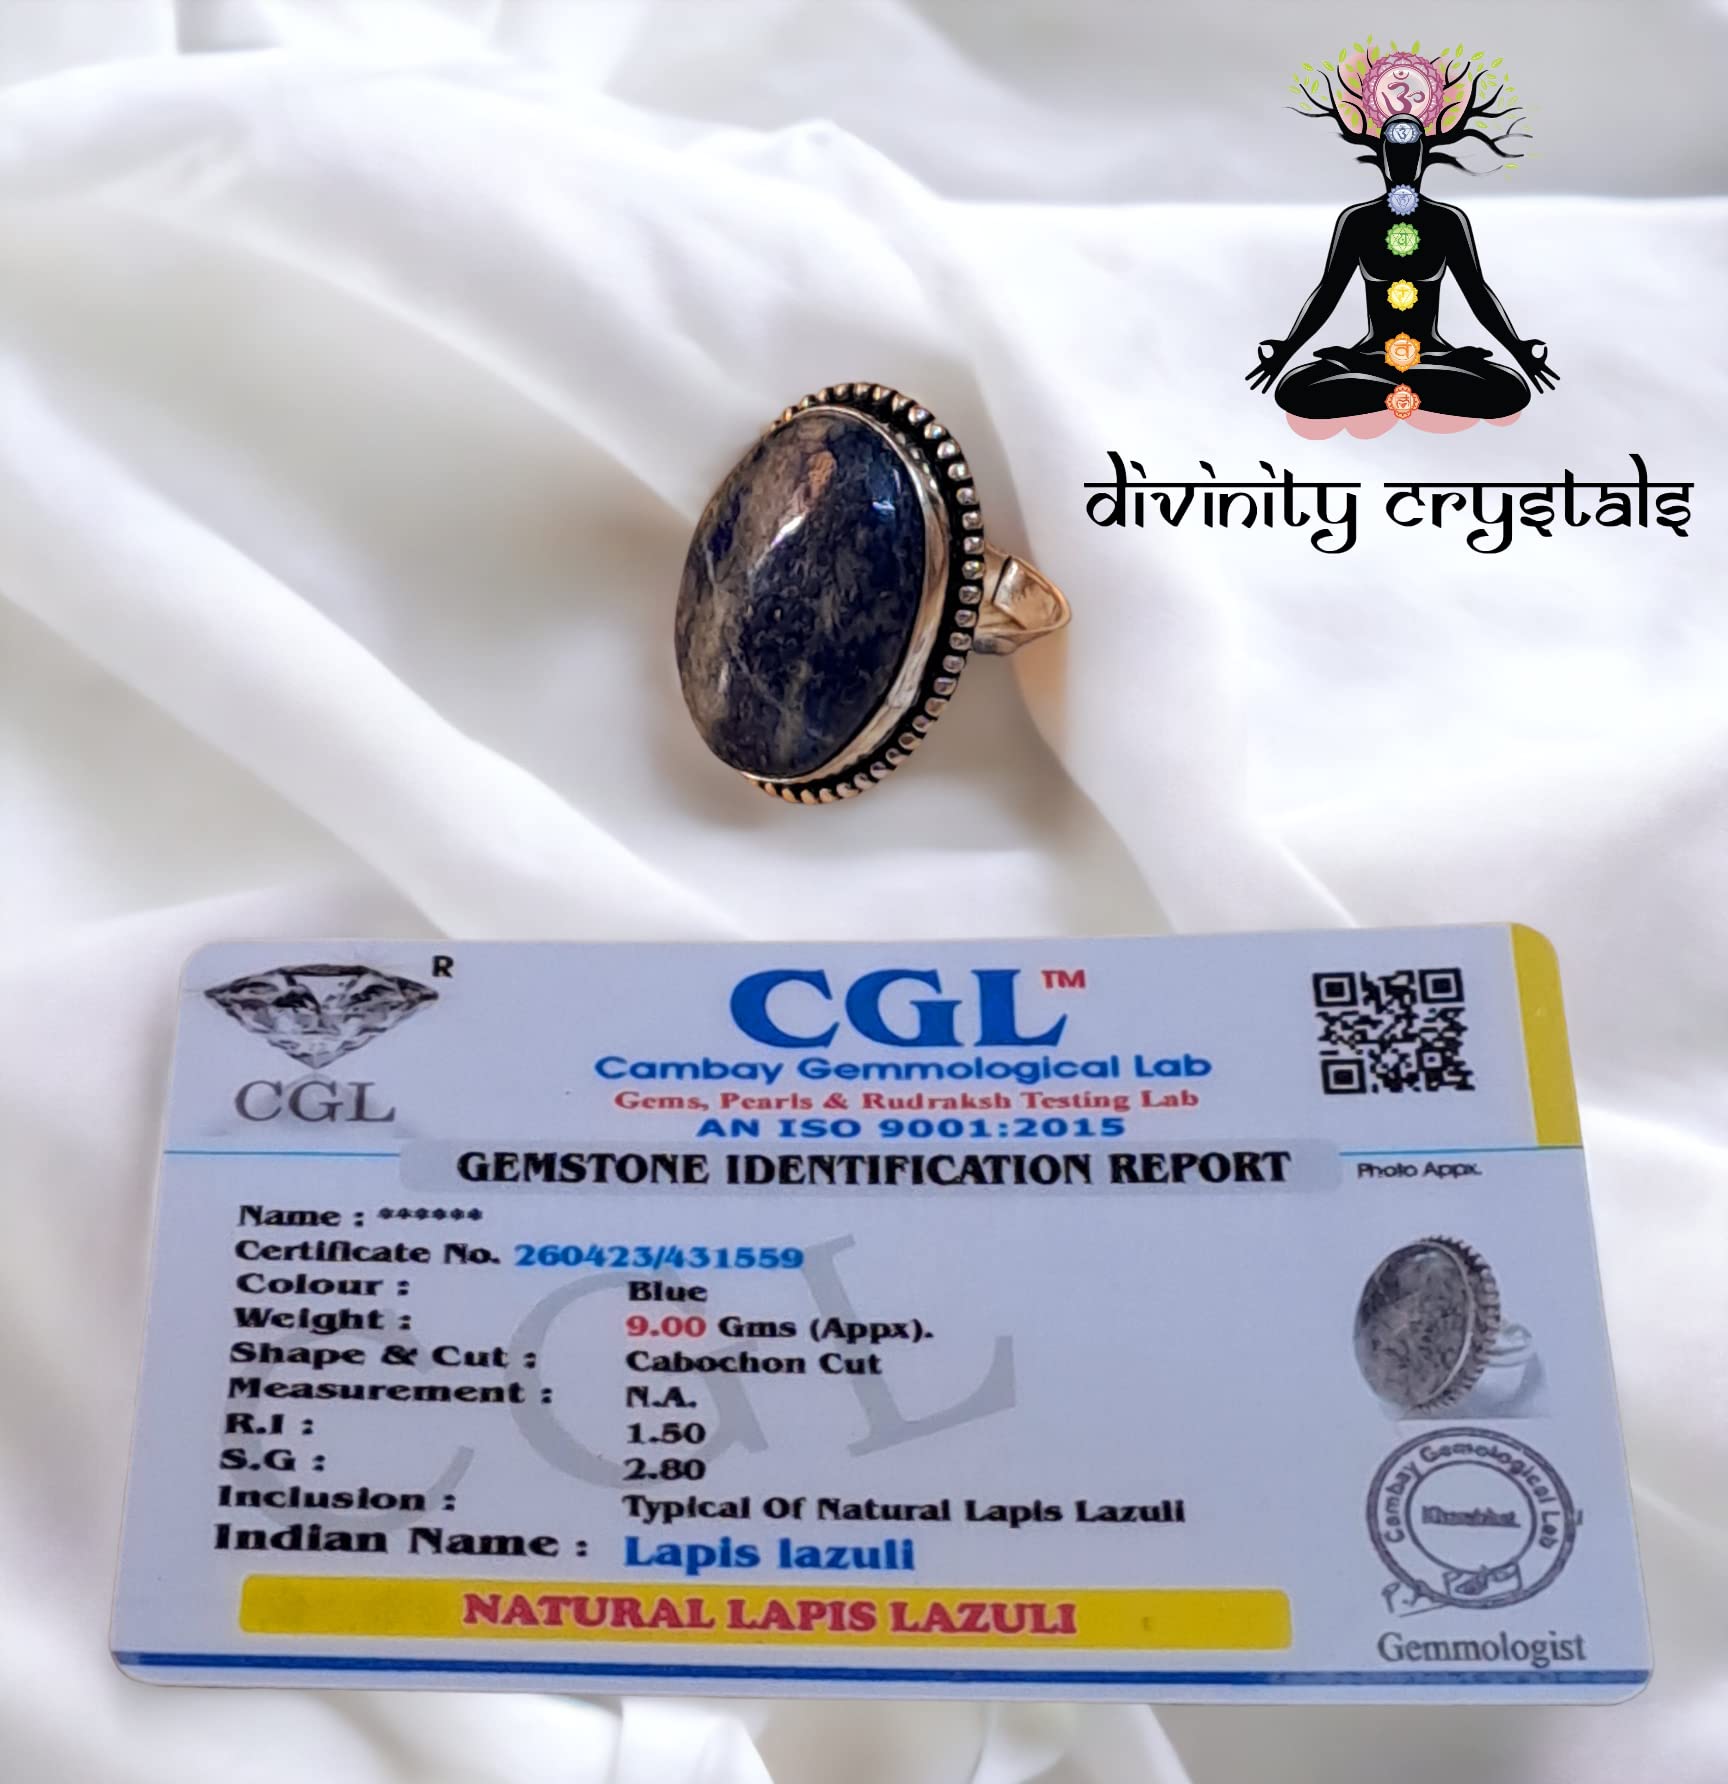 divinity crystals
R
CGL
CGL™
Cambay Gemmological Lab
Gems, Pearls & Rudraksh Testing Lab
AN ISO 9001:2015
GEMSTONE IDENTIFICATION REPORT
Photo Appx.
Name : ******
Certificate No. 260423/431559
Colour : Blue
Weight : 9.00 Gms (Appx).
Shape & Cut : Cabochon Cut
Measurement : N.A.
R.I : 1.50
S.G : 2.80
Inclusion : Typical Of Natural Lapis Lazuli
Indian Name : Lapis lazuli
NATURAL LAPIS LAZULI
Cambay Gemological Lab
Khambhat
Gemmologist